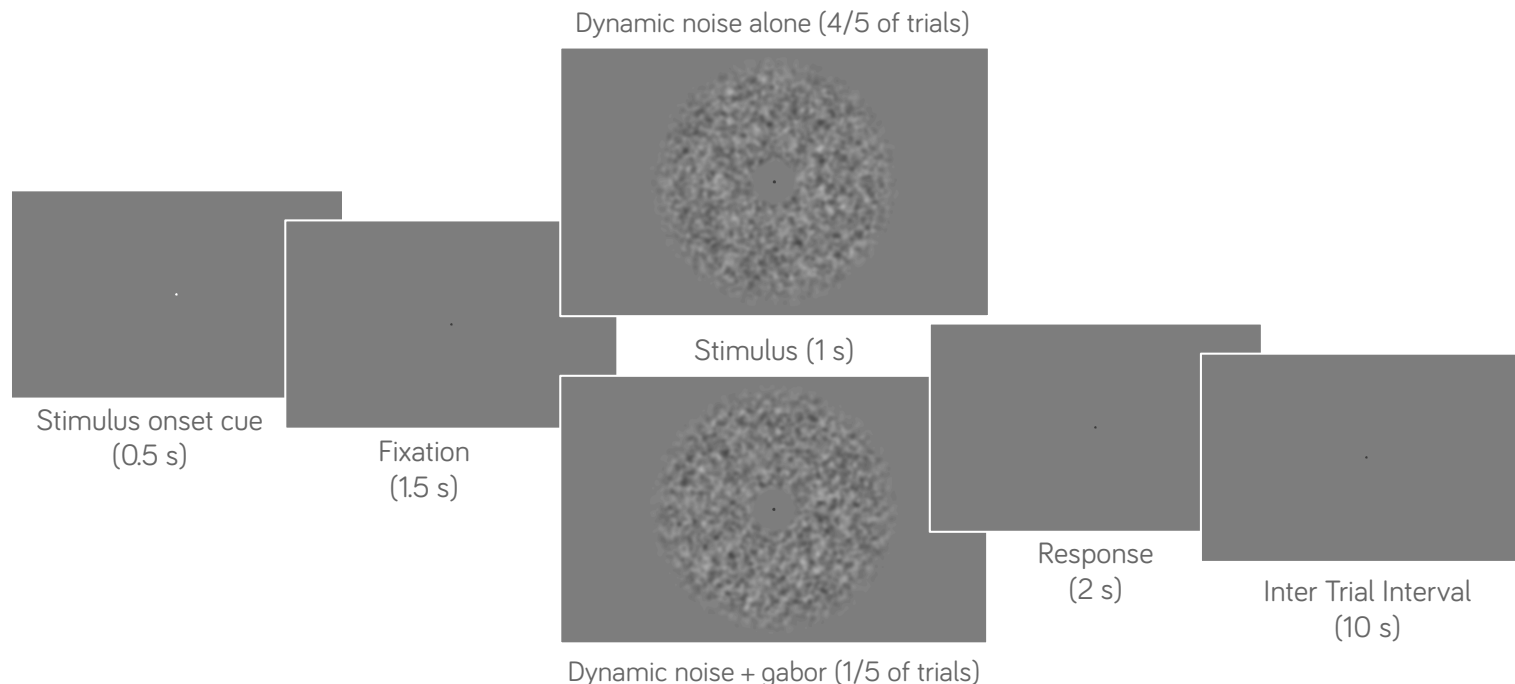 Dynamic noise alone (4/5 of trials)
Stimulus onset cue
(0.5 s)
Fixation
(1.5 s)
Stimulus (1 s)
Dynamic noise + gabor (1/5 of trials)
Response
(2 s)
Inter Trial Interval
(10 s)